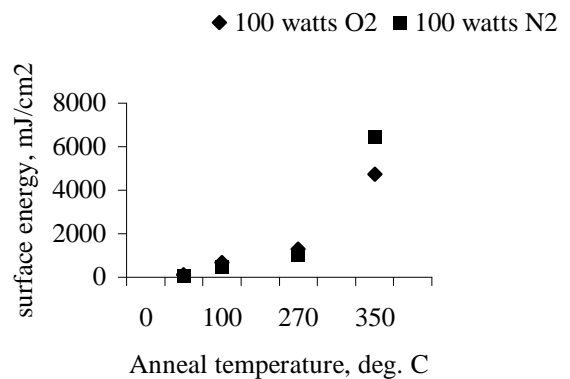 100 watts O2 100 watts N2
8000
6000
4000
2000
0
surface energy, mJ/cm2
0 100 270 350
Anneal temperature, deg. C